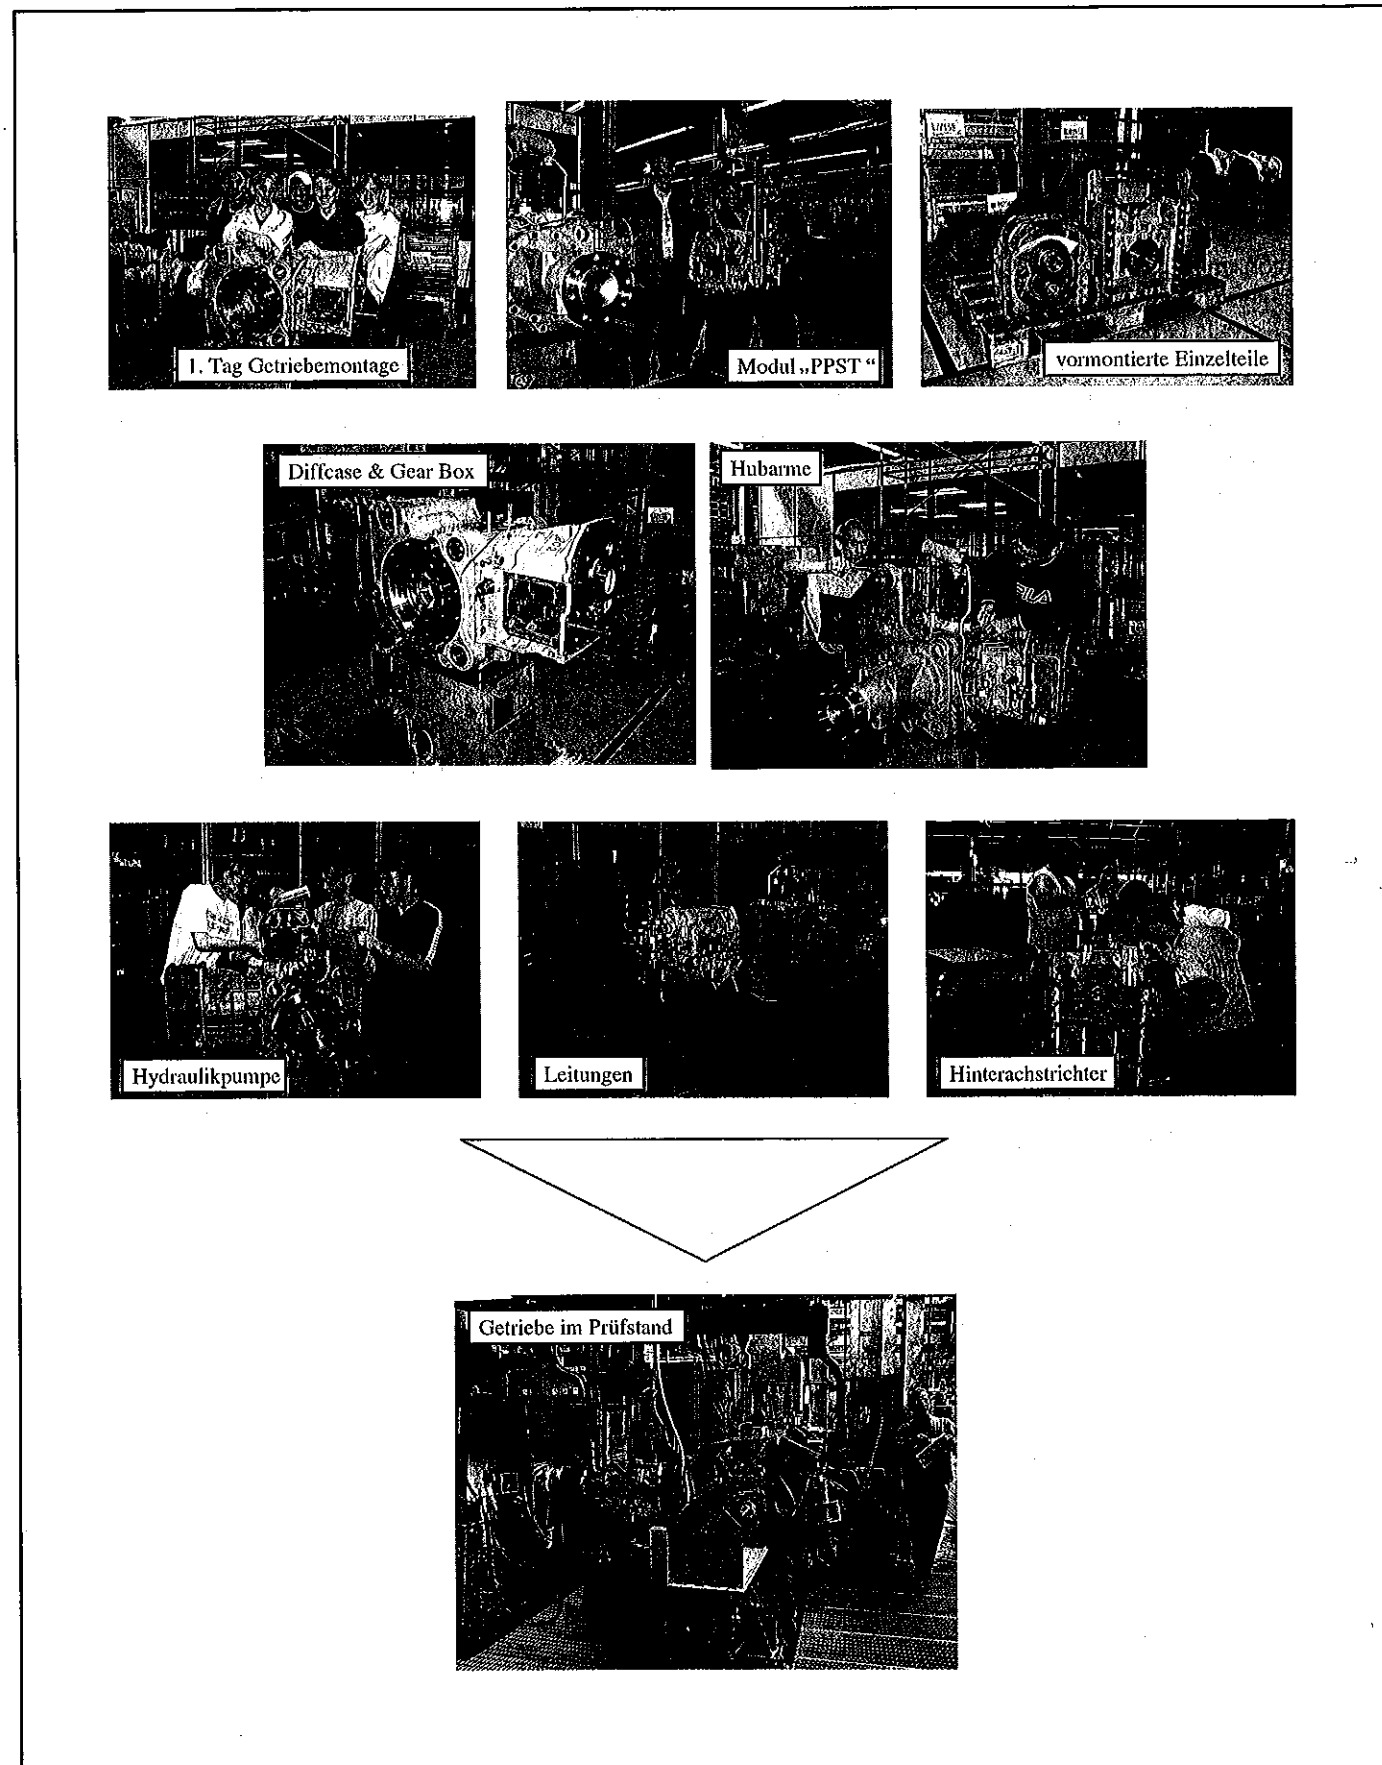 1. Tag Getriebemontage
Modul „PPST “
vormontierte Einzelteile
Diffcase & Gear Box
Hubarme
Hydraulikpumpe
Leitungen
Hinterachstrichter
Getriebe im Prüfstand